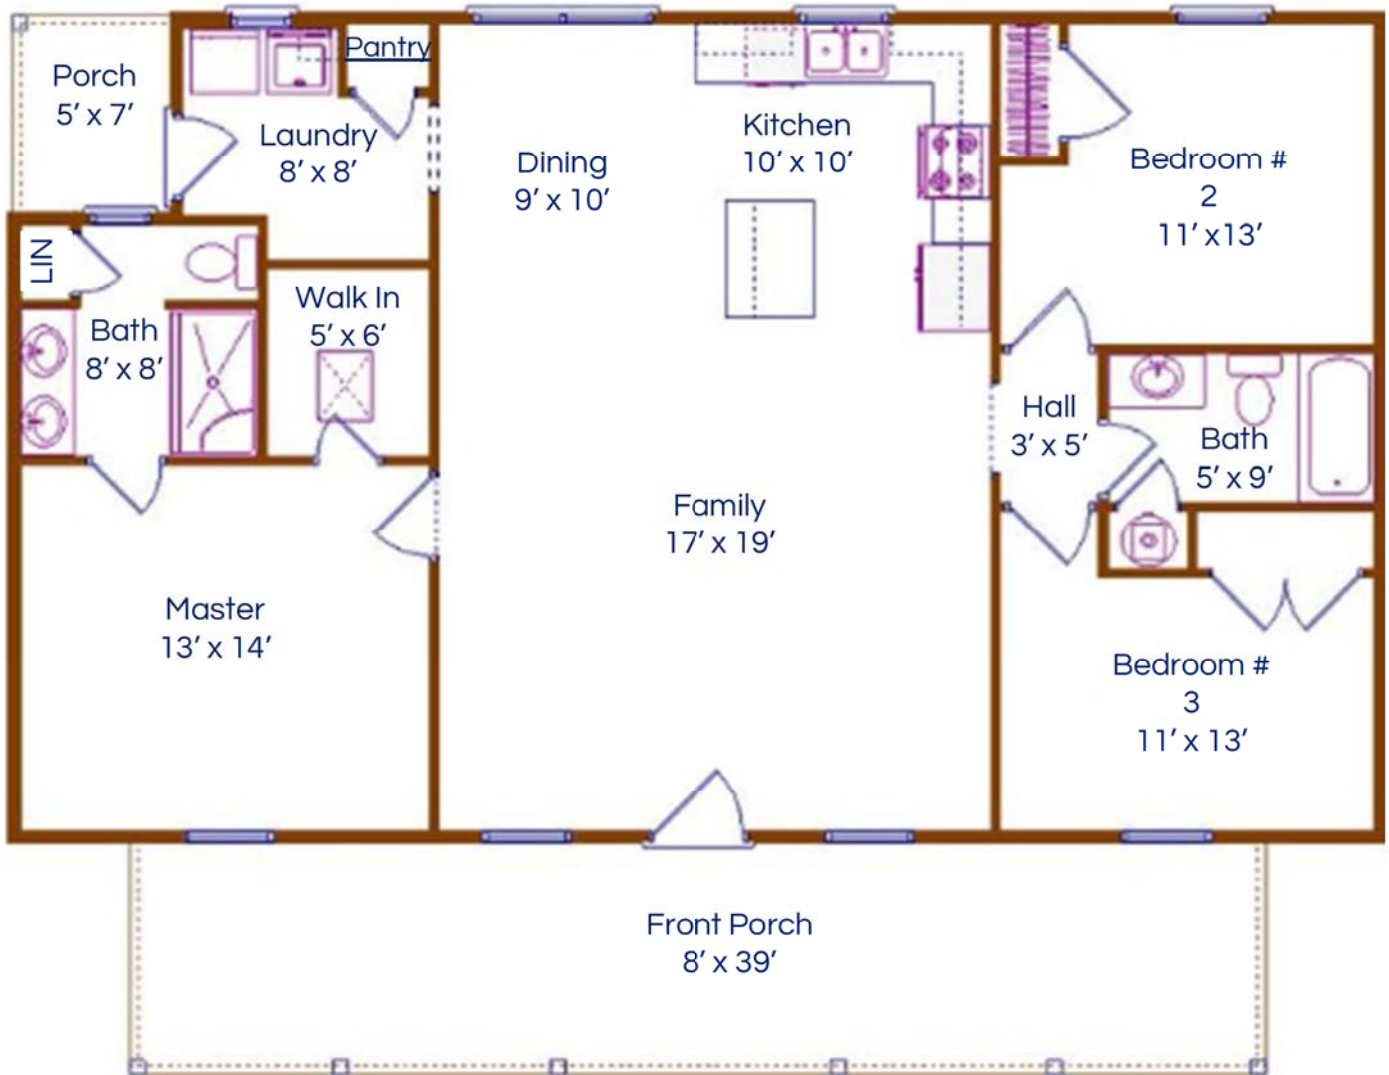 Porch
5’ x 7’
Pantry
Laundry
8’ x 8’
Dining
9’ x 10’
Kitchen
10’ x 10’
Bedroom #
2
11’ x13’
LIN
Bath
8’ x 8’
Walk In
5’ x 6’
Hall
3’ x 5’
Bath
5’ x 9’
Family
17’ x 19’
Master
13’ x 14’
Bedroom #
3
11’ x 13’
Front Porch
8’ x 39’